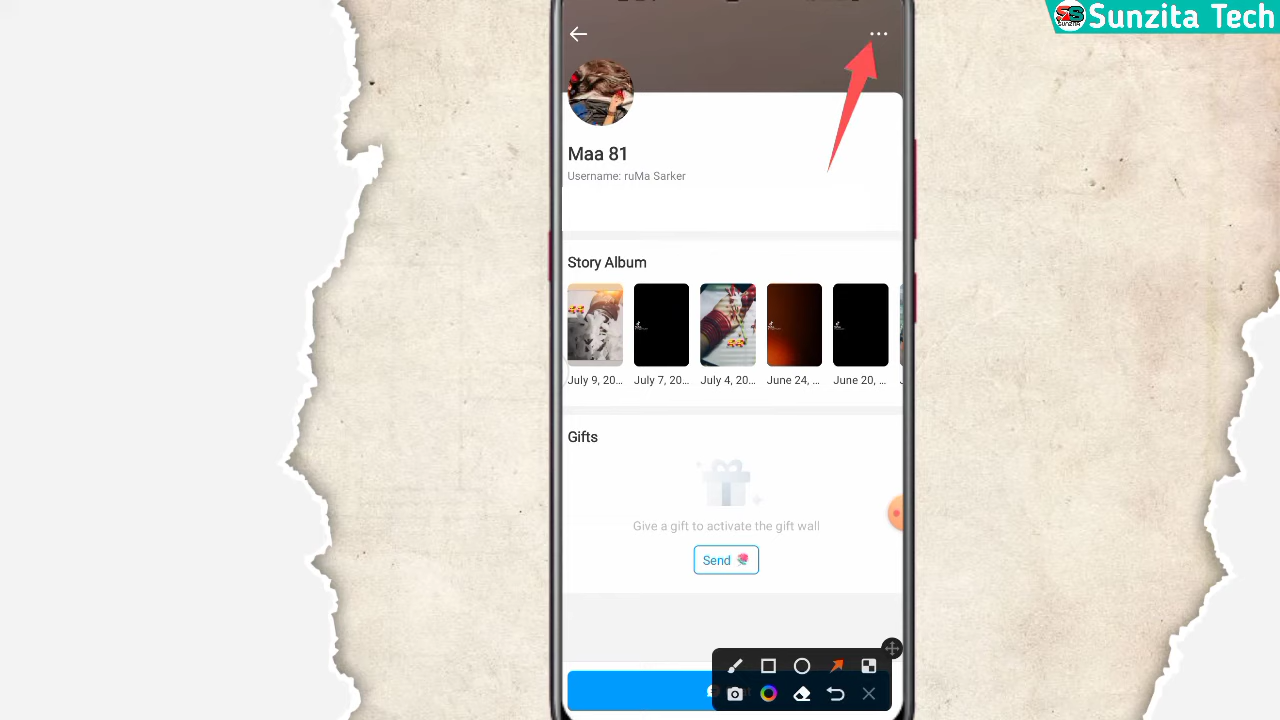 Sunzita Tech
Maa 81
Username: ruMa Sarker
Story Album
July 9, 20... July 7, 20... July 4, 20... June 24, ... June 20, ...
Gifts
Give a gift to activate the gift wall
Send